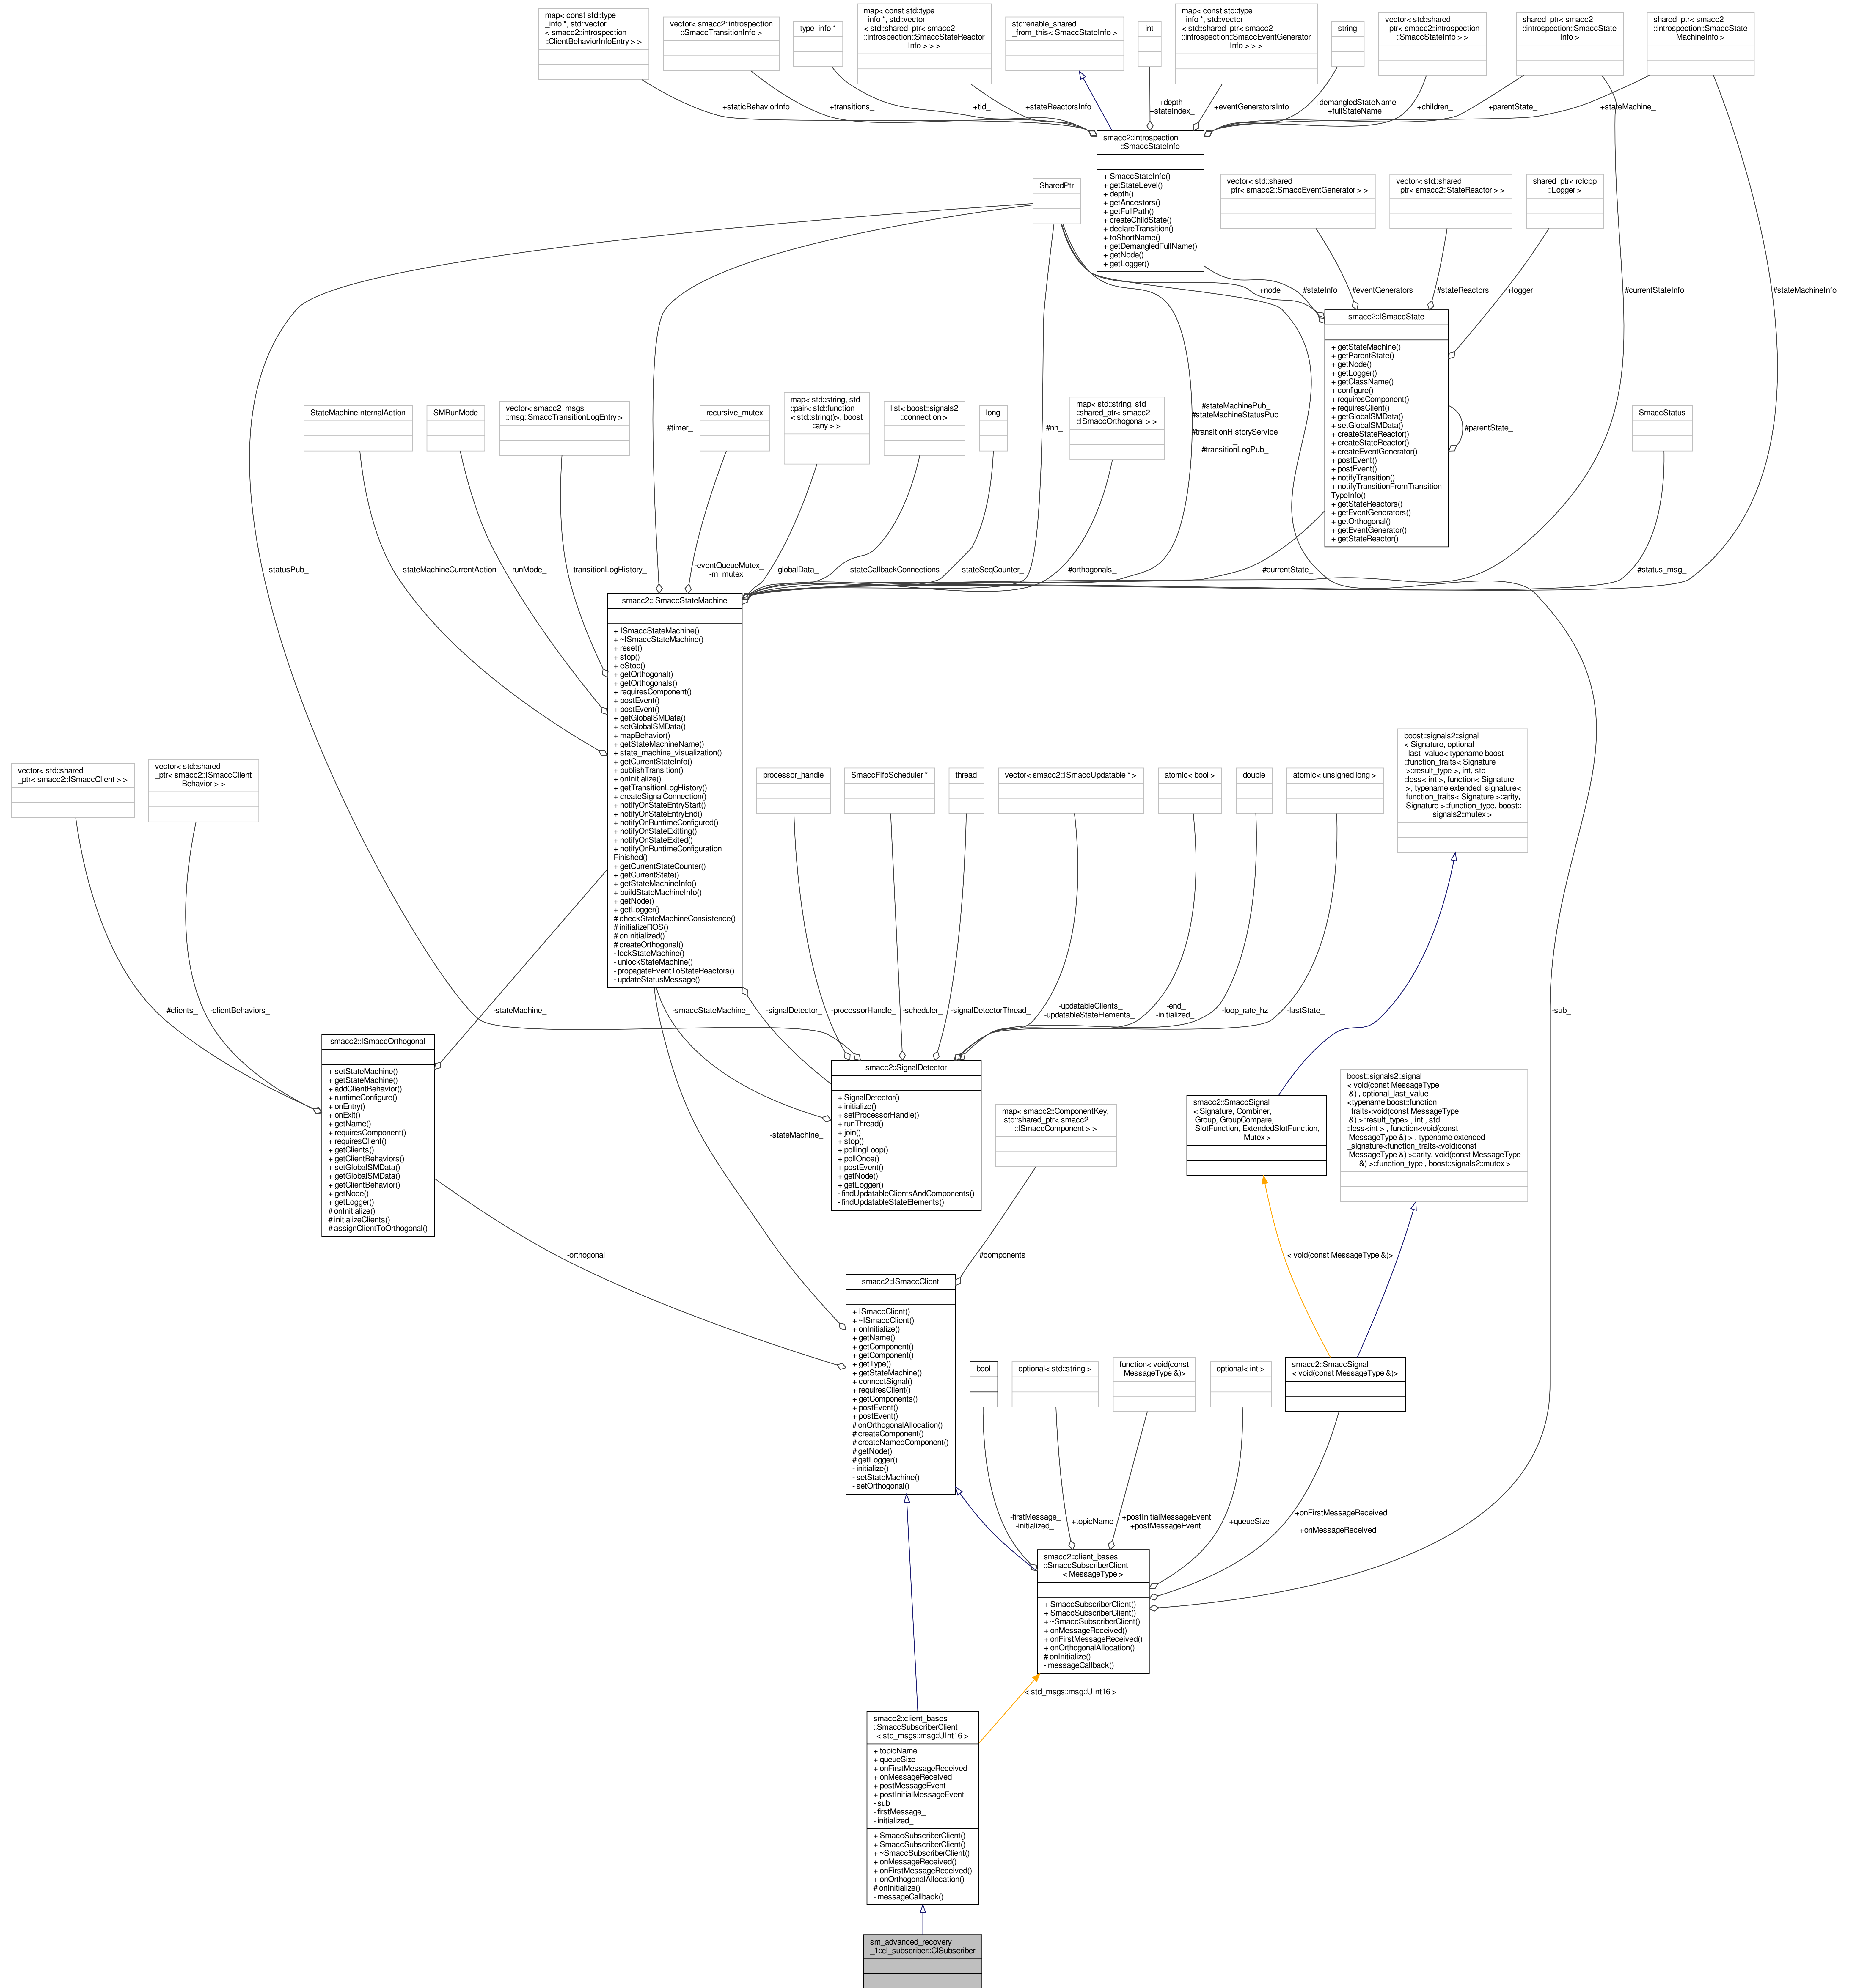 map< const std::type
_info *, std::vector
< smacc2::introspection
::ClientBehaviorInfoEntry > >
vector< smacc2::introspection
::SmaccTransitionInfo >
type_info *
map< const std::type
_info *, std::vector
< std::shared_ptr< smacc2
::introspection::SmaccStateReactor
Info > > >
std::enable_shared
_from_this< SmaccStateInfo >
int
map< const std::type
_info *, std::vector
< std::shared_ptr< smacc2
::introspection::SmaccEventGenerator
Info > > >
string
vector< std::shared
_ptr< smacc2::introspection
::SmaccStateInfo > >
shared_ptr< smacc2
::introspection::SmaccState
Info >
shared_ptr< smacc2
::introspection::SmaccState
MachineInfo >
+staticBehaviorInfo
+transitions_
+tid_
+stateReactorsInfo
+depth_
+stateIndex_
+eventGeneratorsInfo
+demangledStateName
+fullStateName
+children_
+parentState_
+stateMachine_
smacc2::introspection
::SmaccStateInfo
+ SmaccStateInfo()
+ getStateLevel()
+ depth()
+ getAncestors()
+ getFullPath()
+ createChildState()
+ declareTransition()
+ toShortName()
+ getDemangledFullName()
+ getNode()
+ getLogger()
SharedPtr
vector< std::shared
_ptr< smacc2::SmaccEventGenerator > >
vector< std::shared
_ptr< smacc2::StateReactor > >
shared_ptr< rclcpp
::Logger >
+node_
#stateInfo_
#eventGenerators_
#stateReactors_
+logger_
#currentStateInfo_
#stateMachineInfo_
smacc2::ISmaccState
+ getStateMachine()
+ getParentState()
+ getNode()
+ getLogger()
+ getClassName()
+ configure()
+ requiresComponent()
+ requiresClient()
+ getGlobalSMData()
+ setGlobalSMData()
+ createStateReactor()
+ createStateReactor()
+ createEventGenerator()
+ postEvent()
+ postEvent()
+ notifyTransition()
+ notifyTransitionFromTransition
TypeInfo()
+ getStateReactors()
+ getEventGenerators()
+ getOrthogonal()
+ getEventGenerator()
+ getStateReactor()
#parentState_
StateMachineInternalAction
SMRunMode
vector< smacc2_msgs
::msg::SmaccTransitionLogEntry >
#timer_
recursive_mutex
map< std::string, std
::pair< std::function
< std::string()>, boost
::any > >
list< boost::signals2
::connection >
long
#nh_
map< std::string, std
::shared_ptr< smacc2
::ISmaccOrthogonal > >
#stateMachinePub_
#stateMachineStatusPub
_
#transitionHistoryService
_
#transitionLogPub_
SmaccStatus
-statusPub_
-stateMachineCurrentAction
-runMode_
-transitionLogHistory_
-eventQueueMutex_
-m_mutex_
-globalData_
-stateCallbackConnections
-stateSeqCounter_
#orthogonals_
#currentState_
#status_msg_
smacc2::ISmaccStateMachine
+ ISmaccStateMachine()
+ ~ISmaccStateMachine()
+ reset()
+ stop()
+ eStop()
+ getOrthogonal()
+ getOrthogonals()
+ requiresComponent()
+ postEvent()
+ postEvent()
+ getGlobalSMData()
+ setGlobalSMData()
+ mapBehavior()
+ getStateMachineName()
+ state_machine_visualization()
+ getCurrentStateInfo()
+ publishTransition()
+ onInitialize()
+ getTransitionLogHistory()
+ createSignalConnection()
+ notifyOnStateEntryStart()
+ notifyOnStateEntryEnd()
+ notifyOnRuntimeConfigured()
+ notifyOnStateExitting()
+ notifyOnStateExited()
+ notifyOnRuntimeConfiguration
Finished()
+ getCurrentStateCounter()
+ getCurrentState()
+ getStateMachineInfo()
+ buildStateMachineInfo()
+ getNode()
+ getLogger()
# checkStateMachineConsistence()
# initializeROS()
# onInitialized()
# createOrthogonal()
- lockStateMachine()
- unlockStateMachine()
- propagateEventToStateReactors()
- updateStatusMessage()
vector< std::shared
_ptr< smacc2::ISmaccClient > >
vector< std::shared
_ptr< smacc2::ISmaccClient
Behavior > >
processor_handle
SmaccFifoScheduler *
thread
vector< smacc2::ISmaccUpdatable * >
atomic< bool >
double
atomic< unsigned long >
boost::signals2::signal
< Signature, optional
_last_value< typename boost
::function_traits< Signature
>::result_type >, int, std
::less< int >, function< Signature
>, typename extended_signature<
function_traits< Signature >::arity,
Signature >::function_type, boost::
signals2::mutex >
#clients_
-clientBehaviors_
-stateMachine_
-smaccStateMachine_
-signalDetector_
-processorHandle_
-scheduler_
-signalDetectorThread_
-updatableClients_
-updatableStateElements_
-end_
-initialized_
-loop_rate_hz
-lastState_
-sub_
smacc2::ISmaccOrthogonal
+ setStateMachine()
+ getStateMachine()
+ addClientBehavior()
+ runtimeConfigure()
+ onEntry()
+ onExit()
+ getName()
+ requiresComponent()
+ requiresClient()
+ getClients()
+ getClientBehaviors()
+ setGlobalSMData()
+ getGlobalSMData()
+ getClientBehavior()
+ getNode()
+ getLogger()
# onInitialize()
# initializeClients()
# assignClientToOrthogonal()
smacc2::SignalDetector
+ SignalDetector()
+ initialize()
+ setProcessorHandle()
+ runThread()
+ join()
+ stop()
+ pollingLoop()
+ pollOnce()
+ postEvent()
+ getNode()
+ getLogger()
- findUpdatableClientsAndComponents()
- findUpdatableStateElements()
-stateMachine_
map< smacc2::ComponentKey,
std::shared_ptr< smacc2
::ISmaccComponent > >
smacc2::SmaccSignal
< Signature, Combiner,
Group, GroupCompare,
SlotFunction, ExtendedSlotFunction,
Mutex >
boost::signals2::signal
< void(const MessageType
&) , optional_last_value
<typename boost::function
_traits<void(const MessageType
&) >::result_type> , int , std
::less<int > , function<void(const
MessageType &) > , typename extended
_signature<function_traits<void(const
MessageType &) >::arity, void(const MessageType
&) >::function_type , boost::signals2::mutex >
-orthogonal_
#components_
< void(const MessageType &)>
smacc2::ISmaccClient
+ ISmaccClient()
+ ~ISmaccClient()
+ onInitialize()
+ getName()
+ getComponent()
+ getComponent()
+ getType()
+ getStateMachine()
+ connectSignal()
+ requiresClient()
+ getComponents()
+ postEvent()
+ postEvent()
# onOrthogonalAllocation()
# createComponent()
# createNamedComponent()
# getNode()
# getLogger()
- initialize()
- setStateMachine()
- setOrthogonal()
bool
optional< std::string >
function< void(const
MessageType &)>
optional< int >
smacc2::SmaccSignal
< void(const MessageType &)>
-firstMessage_
-initialized_
+topicName
+postInitialMessageEvent
+postMessageEvent
+queueSize
+onFirstMessageReceived
_
+onMessageReceived_
smacc2::client_bases
::SmaccSubscriberClient
< MessageType >
+ SmaccSubscriberClient()
+ SmaccSubscriberClient()
+ ~SmaccSubscriberClient()
+ onMessageReceived()
+ onFirstMessageReceived()
+ onOrthogonalAllocation()
# onInitialize()
- messageCallback()
< std_msgs::msg::UInt16 >
smacc2::client_bases
::SmaccSubscriberClient
< std_msgs::msg::UInt16 >
+ topicName
+ queueSize
+ onFirstMessageReceived_
+ onMessageReceived_
+ postMessageEvent
+ postInitialMessageEvent
- sub_
- firstMessage_
- initialized_
+ SmaccSubscriberClient()
+ SmaccSubscriberClient()
+ ~SmaccSubscriberClient()
+ onMessageReceived()
+ onFirstMessageReceived()
+ onOrthogonalAllocation()
# onInitialize()
- messageCallback()
sm_advanced_recovery
_1::cl_subscriber::ClSubscriber